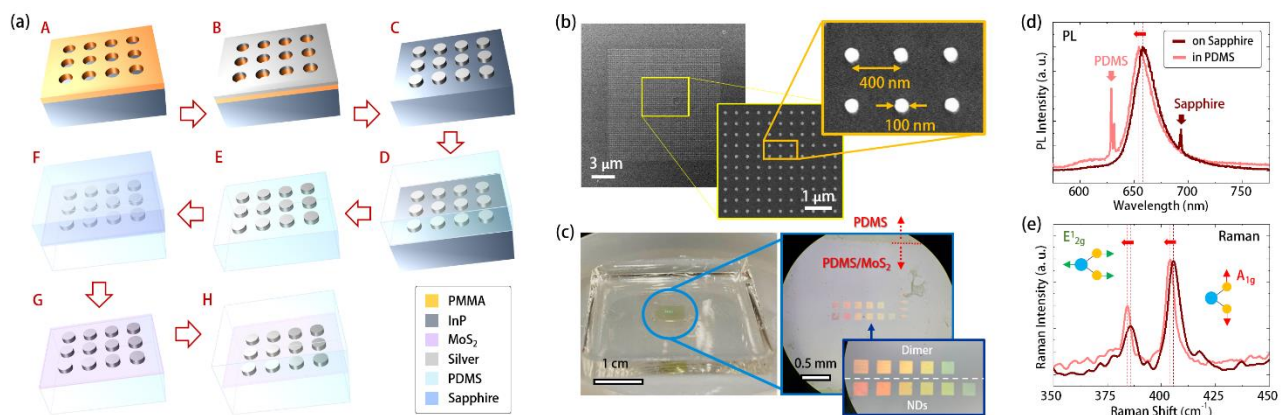 (a)
A
B
C
F
E
D
G
H
PMMA
InP
MoS2
Silver
PDMS
Sapphire
(b)
3 μm
1 μm
400 nm
100 nm
(c)
1 cm
PDMS
PDMS/MoS2
0.5 mm
Dimer
NDs
(d)
PL
on Sapphire
in PDMS
PDMS
Sapphire
PL Intensity (a. u.)
600
650
700
750
Wavelength (nm)
(e)
E¹2g
Raman
A1g
Raman Intensity (a. u.)
350
375
400
425
450
Raman Shift (cm⁻¹)